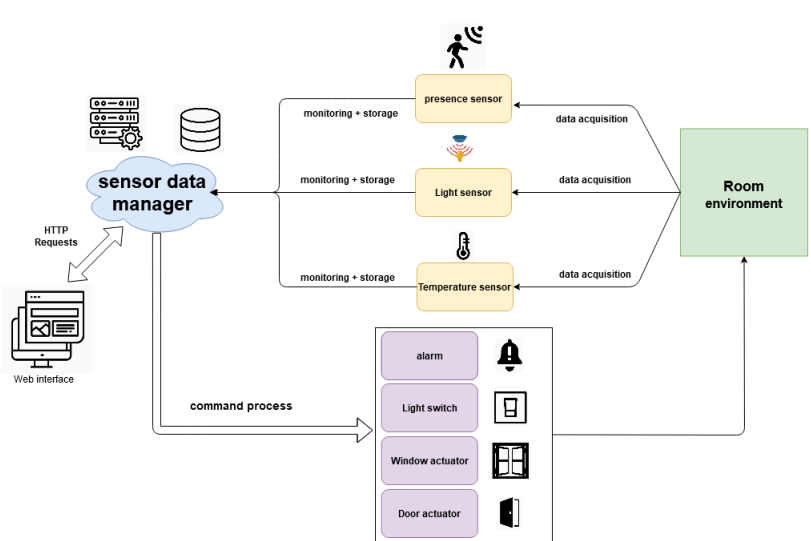 presence sensor
monitoring + storage
data acquisition
sensor data
manager
monitoring + storage
Light sensor
data acquisition
Room
environment
HTTP
Requests
monitoring + storage
Temperature sensor
data acquisition
Web interface
alarm
command process
Light switch
Window actuator
Door actuator